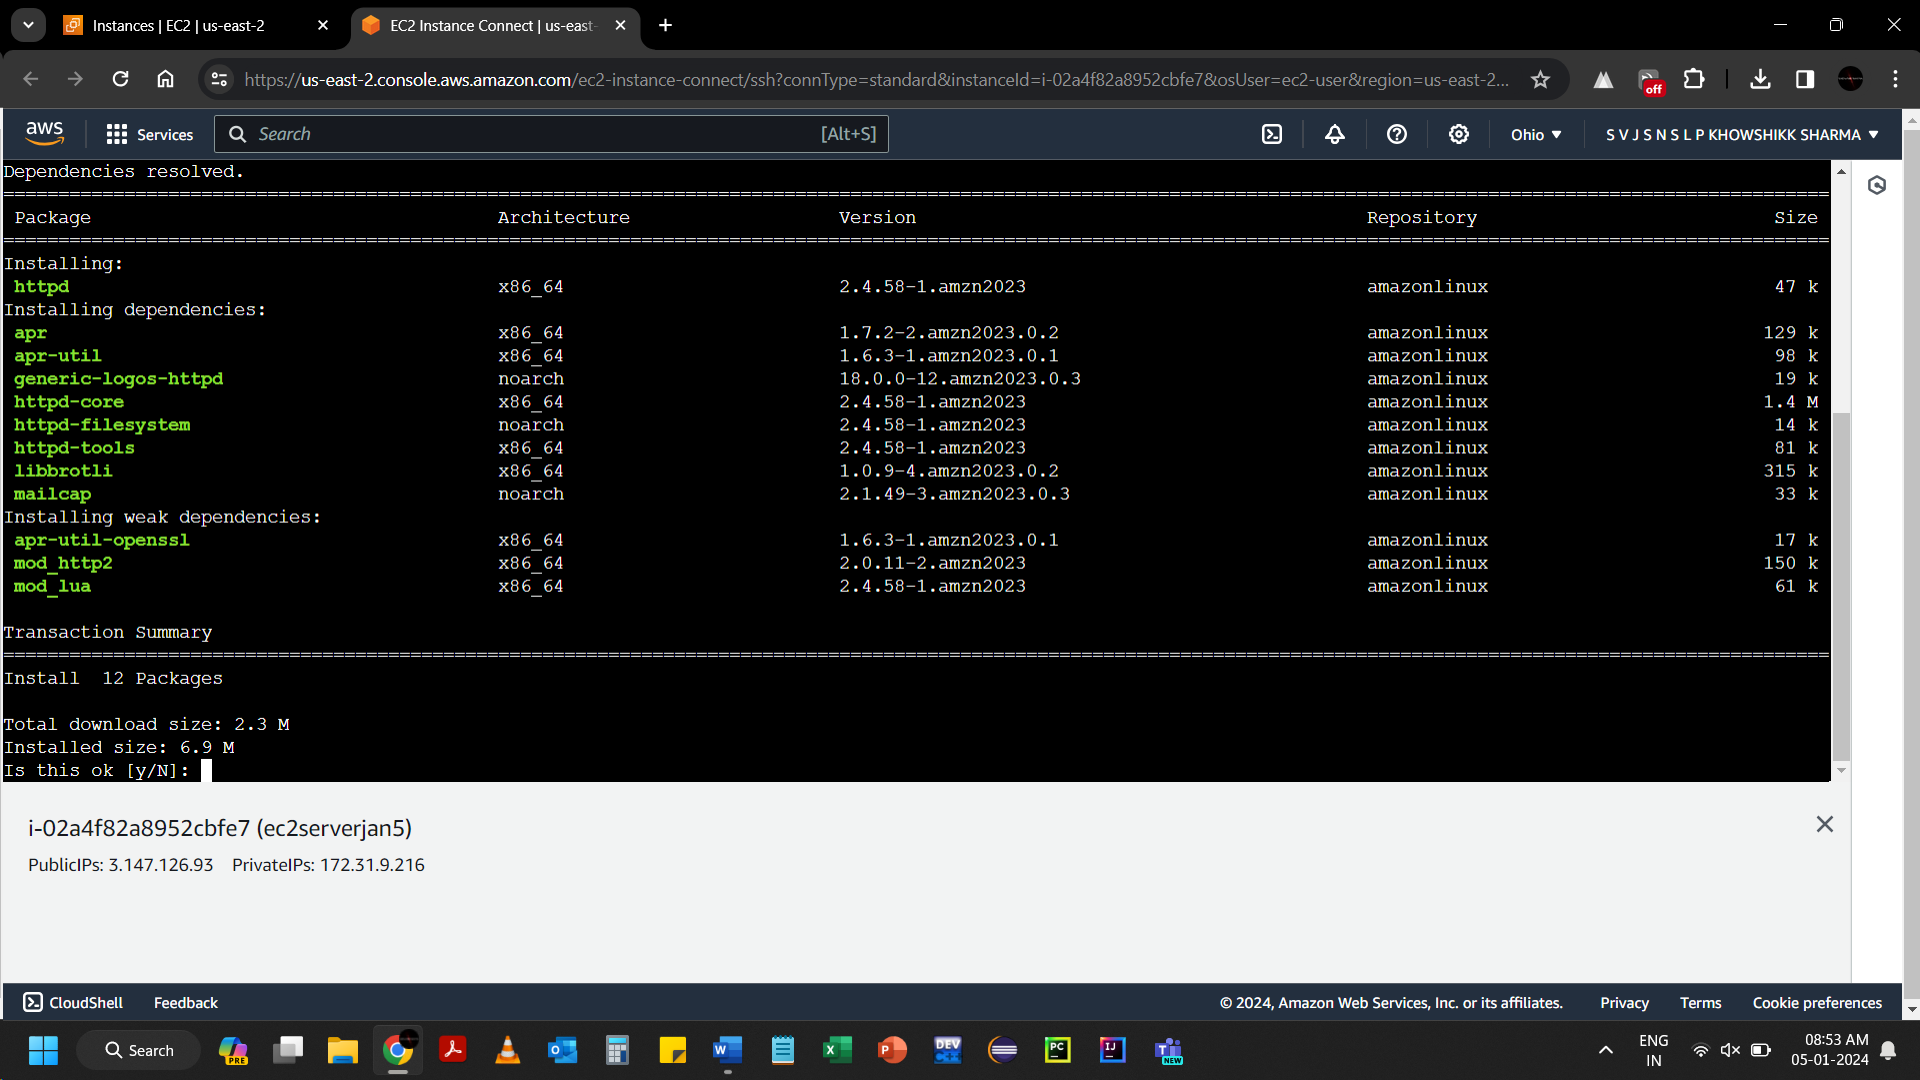 Instances | EC2 | us-east-2
EC2 Instance Connect | us-east-
https://us-east-2.console.aws.amazon.com/ec2-instance-connect/ssh?connType=standard&instanceId=i-02a4f82a8952cbfe7&osUser=ec2-user&region=us-east-2...
off
aws Services Search [Alt+S] Ohio S V J S N S L P KHOWSHIKK SHARMA
Dependencies resolved.
Package Architecture Version Repository Size
Installing:
httpd x86_64 2.4.58-1.amzn2023 amazonlinux 47 k
Installing dependencies:
apr x86_64 1.7.2-2.amzn2023.0.2 amazonlinux 129 k
apr-util x86_64 1.6.3-1.amzn2023.0.1 amazonlinux 98 k
generic-logos-httpd noarch 18.0.0-12.amzn2023.0.3 amazonlinux 19 k
httpd-core x86_64 2.4.58-1.amzn2023 amazonlinux 1.4 M
httpd-filesystem noarch 2.4.58-1.amzn2023 amazonlinux 14 k
httpd-tools x86_64 2.4.58-1.amzn2023 amazonlinux 81 k
libbrotli x86_64 1.0.9-4.amzn2023.0.2 amazonlinux 315 k
mailcap noarch 2.1.49-3.amzn2023.0.3 amazonlinux 33 k
Installing weak dependencies:
apr-util-openssl x86_64 1.6.3-1.amzn2023.0.1 amazonlinux 17 k
mod_http2 x86_64 2.0.11-2.amzn2023 amazonlinux 150 k
mod_lua x86_64 2.4.58-1.amzn2023 amazonlinux 61 k
Transaction Summary
Install 12 Packages
Total download size: 2.3 M
Installed size: 6.9 M
Is this ok [y/N]:
i-02a4f82a8952cbfe7 (ec2serverjan5)
PublicIPs: 3.147.126.93 PrivateIPs: 172.31.9.216
CloudShell Feedback © 2024, Amazon Web Services, Inc. or its affiliates. Privacy Terms Cookie preferences
Search
PRE
DEV
PC
IJ
NEW
ENG
IN
08:53 AM
05-01-2024